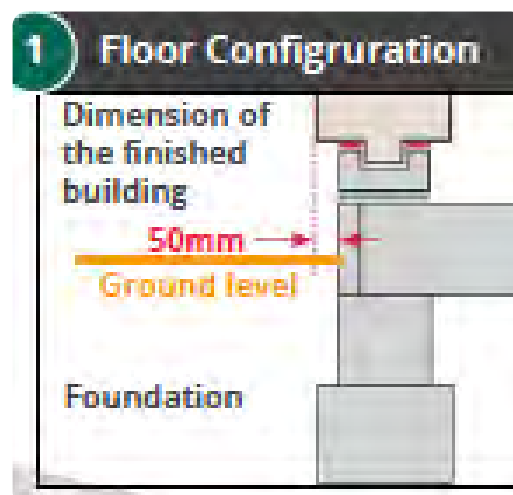 1 Floor Configruration
Dimension of
the finished
building
50mm
Ground level
Foundation